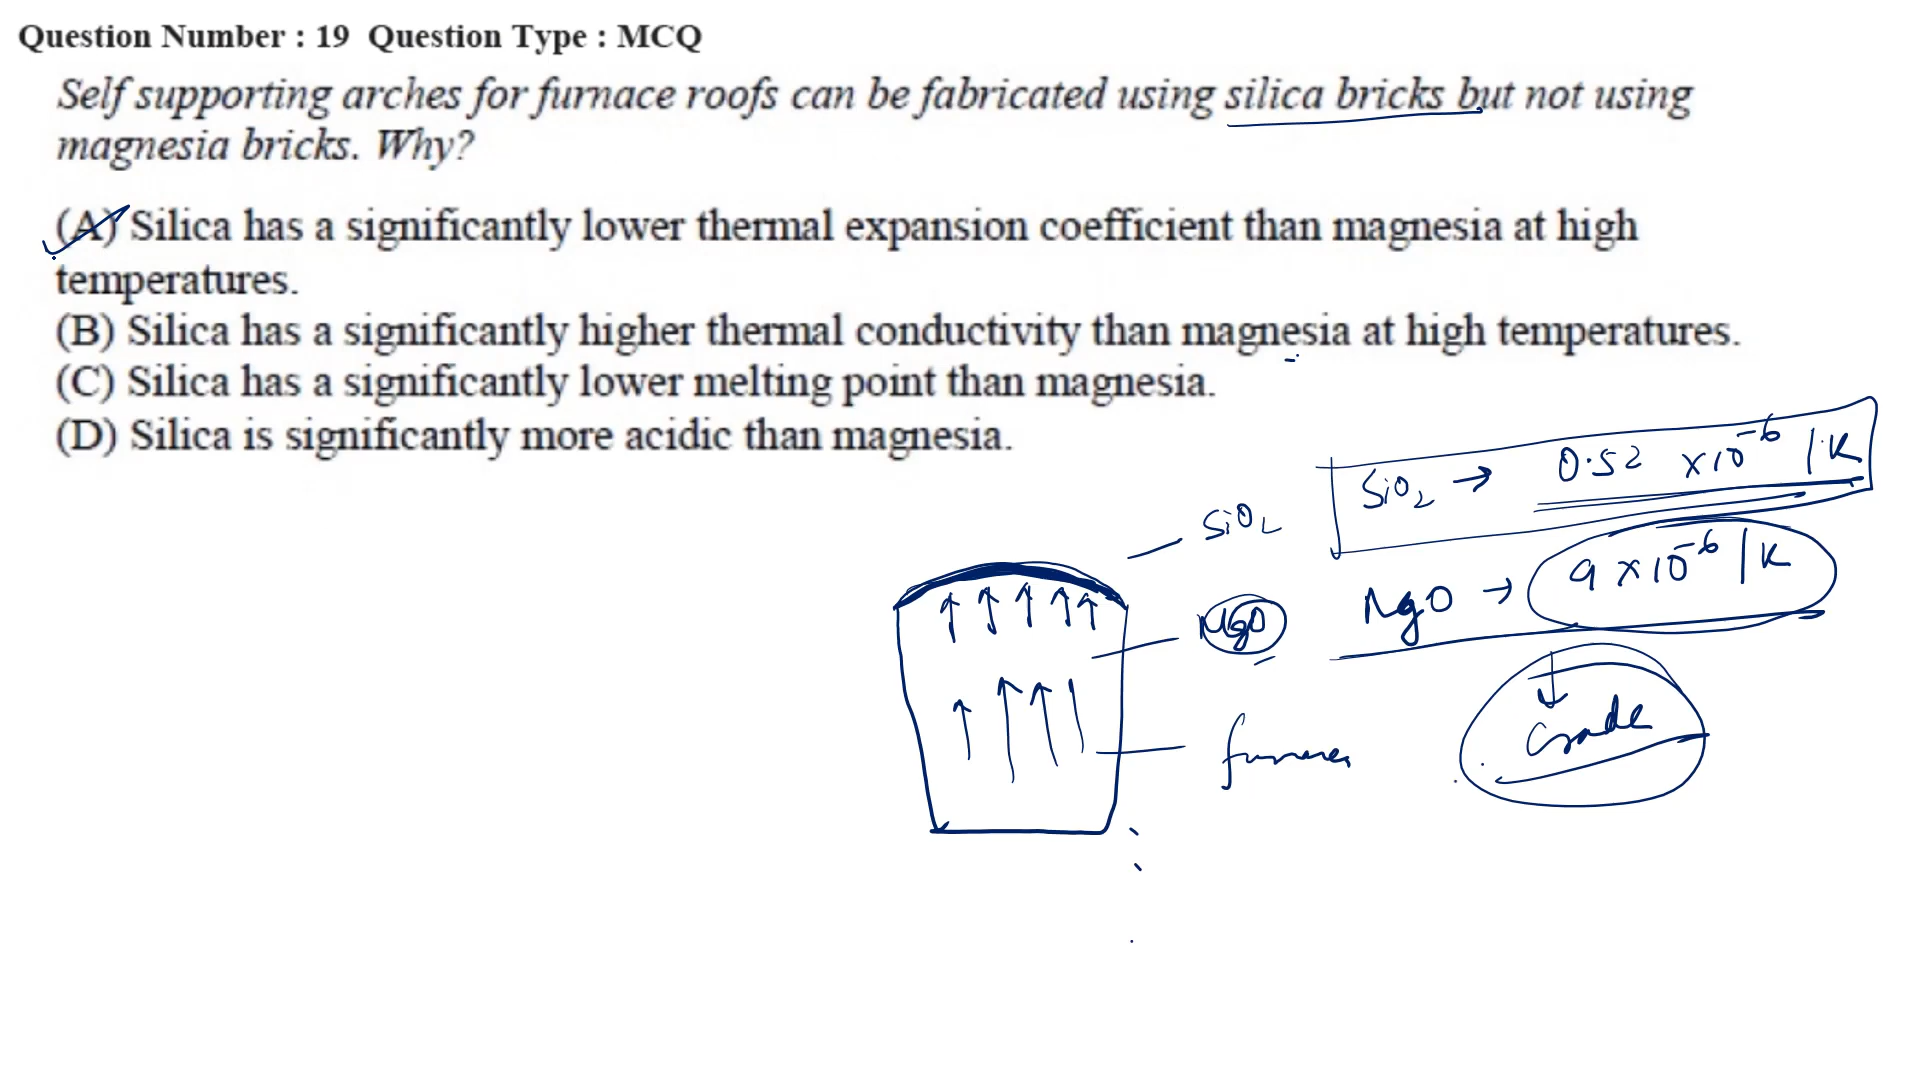 Question Number : 19 Question Type : MCQ
Self supporting arches for furnace roofs can be fabricated using silica bricks but not using
magnesia bricks. Why?
(A) Silica has a significantly lower thermal expansion coefficient than magnesia at high
temperatures.
(B) Silica has a significantly higher thermal conductivity than magnesia at high temperatures.
(C) Silica has a significantly lower melting point than magnesia.
(D) Silica is significantly more acidic than magnesia.
SiO2 → 0.52 ×10⁻⁶ /K
SiO2
MgO → 9 ×10⁻⁶ /K
MgO